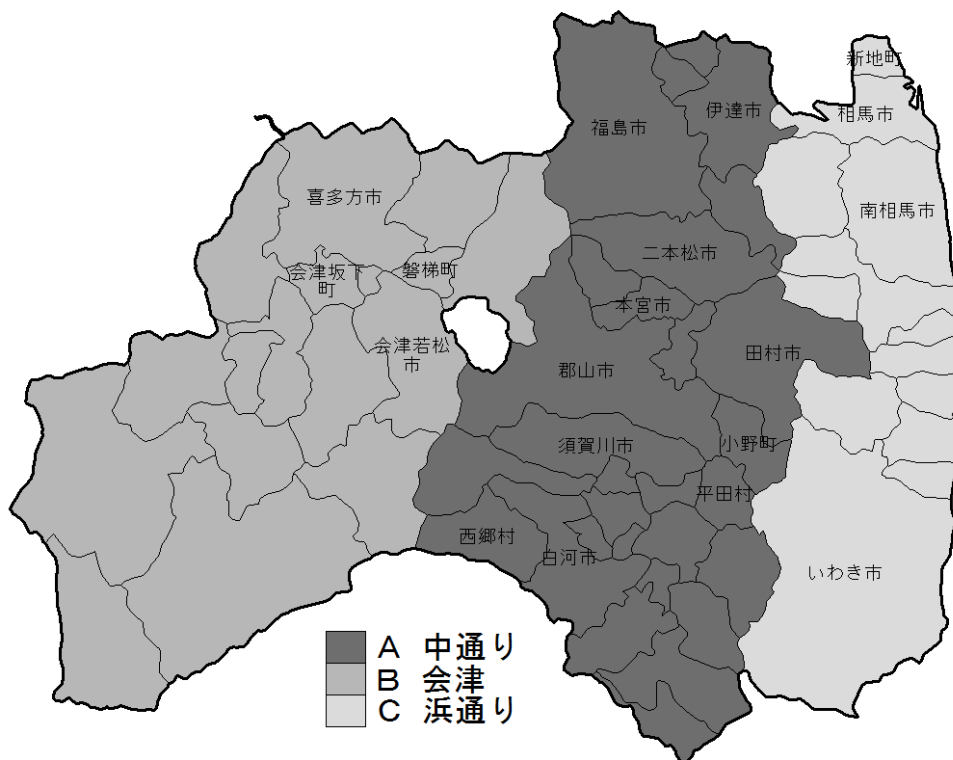 新地町
伊達市
相馬市
福島市
喜多方市
南相馬市
二本松市
会津坂下
町
磐梯町
本宮市
会津若松
市
田村市
郡山市
須賀川市
小野町
平田村
西郷村
白河市
いわき市
A 中通り
B 会津
C 浜通り